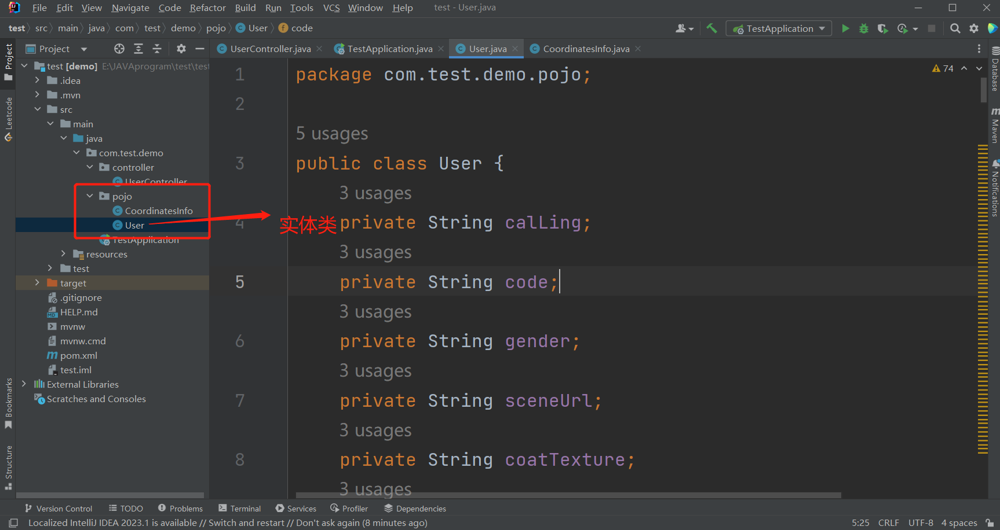 File Edit View Navigate Code Refactor Build Run Tools VCS Window Help test - User.java
test src main java com test demo pojo User code TestApplication
Project
UserController.java TestApplication.java User.java CoordinatesInfo.java
test [demo] E:\JAVAprogram\test\test
.idea
.mvn
src
main
java
com.test.demo
controller
UserController
pojo
CoordinatesInfo
User
TestApplication
resources
test
target
.gitignore
HELP.md
mvnw
mvnw.cmd
pom.xml
test.iml
External Libraries
Scratches and Consoles
74
1 package com.test.demo.pojo;
2
5 usages
3 public class User {
3 usages
4 实体类 private String calLing;
3 usages
5 private String code;
3 usages
6 private String gender;
3 usages
7 private String sceneUrl;
3 usages
8 private String coatTexture;
3 usages
Project
Leetcode
Bookmarks
Structure
Database
Maven
Notifications
Version Control TODO Problems Terminal Services Profiler Dependencies
Localized IntelliJ IDEA 2023.1 is available // Switch and restart // Don't ask again (8 minutes ago) 5:25 CRLF UTF-8 4 spaces